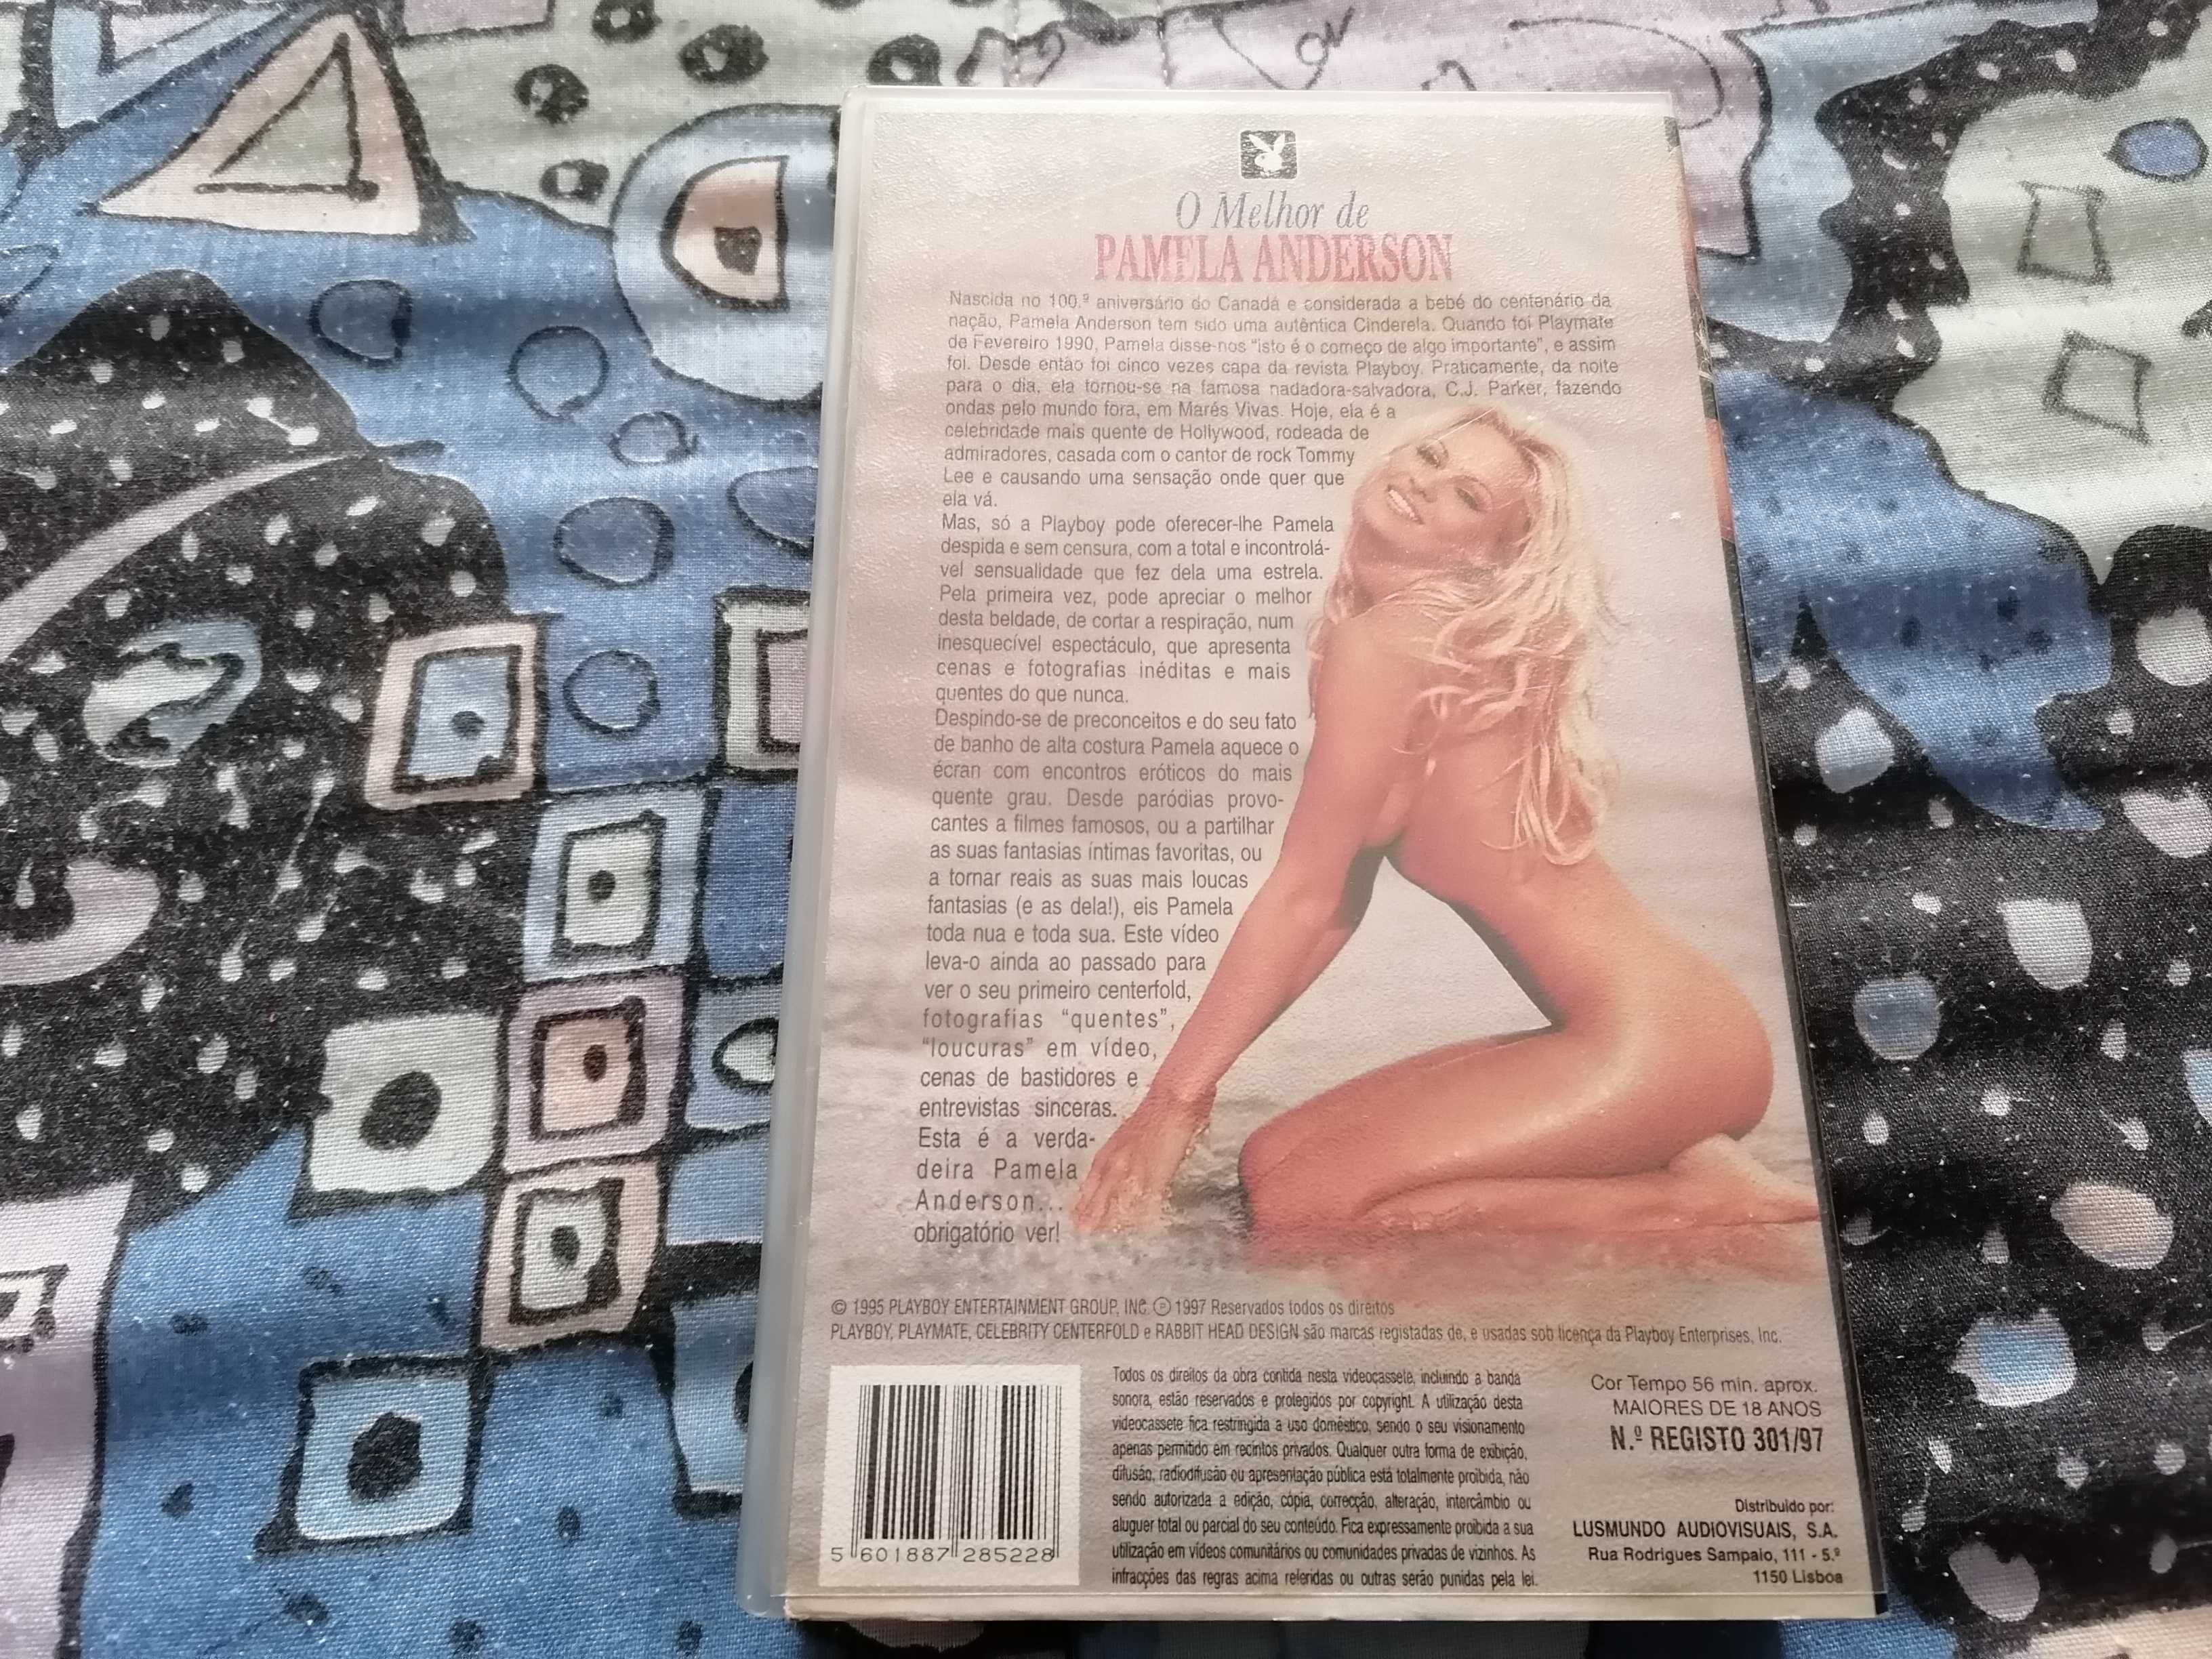 O Melhor de
PAMELA ANDERSON
Nascida no 100.º aniversário do Canadá e considerada a bebé do centenário da
nação, Pamela Anderson tem sido uma autêntica Cinderela. Quando foi Playmate
de Fevereiro 1990, Pamela disse-nos "isto é o começo de algo importante", e assim
foi. Desde então foi cinco vezes capa da revista Playboy. Praticamente, da noite
para o dia, ela tornou-se na famosa nadadora-salvadora, C.J. Parker, fazendo
ondas pelo mundo fora, em Marés Vivas. Hoje, ela é a
celebridade mais quente de Hollywood, rodeada de
admiradores, casada com o cantor de rock Tommy
Lee e causando uma sensação onde quer que
ela vá.
Mas, só a Playboy pode oferecer-lhe Pamela
despida e sem censura, com a total e incontrolá-
vel sensualidade que fez dela uma estrela.
Pela primeira vez, pode apreciar o melhor
desta beldade, de cortar a respiração, num
inesquecível espectáculo, que apresenta
cenas e fotografias inéditas e mais
quentes do que nunca.
Despindo-se de preconceitos e do seu fato
de banho de alta costura Pamela aquece o
écran com encontros eróticos do mais
quente grau. Desde paródias provo-
cantes a filmes famosos, ou a partilhar
as suas fantasias íntimas favoritas, ou
a tornar reais as suas mais loucas
fantasias (e as dela!), eis Pamela
toda nua e toda sua. Este vídeo
leva-o ainda ao passado para
ver o seu primeiro centerfold,
fotografias "quentes",
"loucuras" em vídeo,
cenas de bastidores e
entrevistas sinceras.
Esta é a verda-
deira Pamela
Anderson...
obrigatório ver!
© 1995 PLAYBOY ENTERTAINMENT GROUP, INC. Ⓟ 1997 Reservados todos os direitos
PLAYBOY, PLAYMATE, CELEBRITY CENTERFOLD e RABBIT HEAD DESIGN são marcas registadas de, e usadas sob licença da Playboy Enterprises, Inc.
5 601887 285228
Todos os direitos da obra contida nesta videocassete, incluindo a banda
sonora, estão reservados e protegidos por copyright. A utilização desta
videocassete fica restringida a uso doméstico, sendo o seu visionamento
apenas permitido em recintos privados. Qualquer outra forma de exibição,
difusão, radiodifusão ou apresentação pública está totalmente proibida, não
sendo autorizada a edição, cópia, correcção, alteração, intercâmbio ou
aluguer total ou parcial do seu conteúdo. Fica expressamente proibida a sua
utilização em vídeos comunitários ou comunidades privadas de vizinhos. As
infracções das regras acima referidas ou outras serão punidas pela lei.
Cor Tempo 56 min. aprox.
MAIORES DE 18 ANOS
N.º REGISTO 301/97
Distribuído por:
LUSMUNDO AUDIOVISUAIS, S.A.
Rua Rodrigues Sampaio, 111 - 5.º
1150 Lisboa